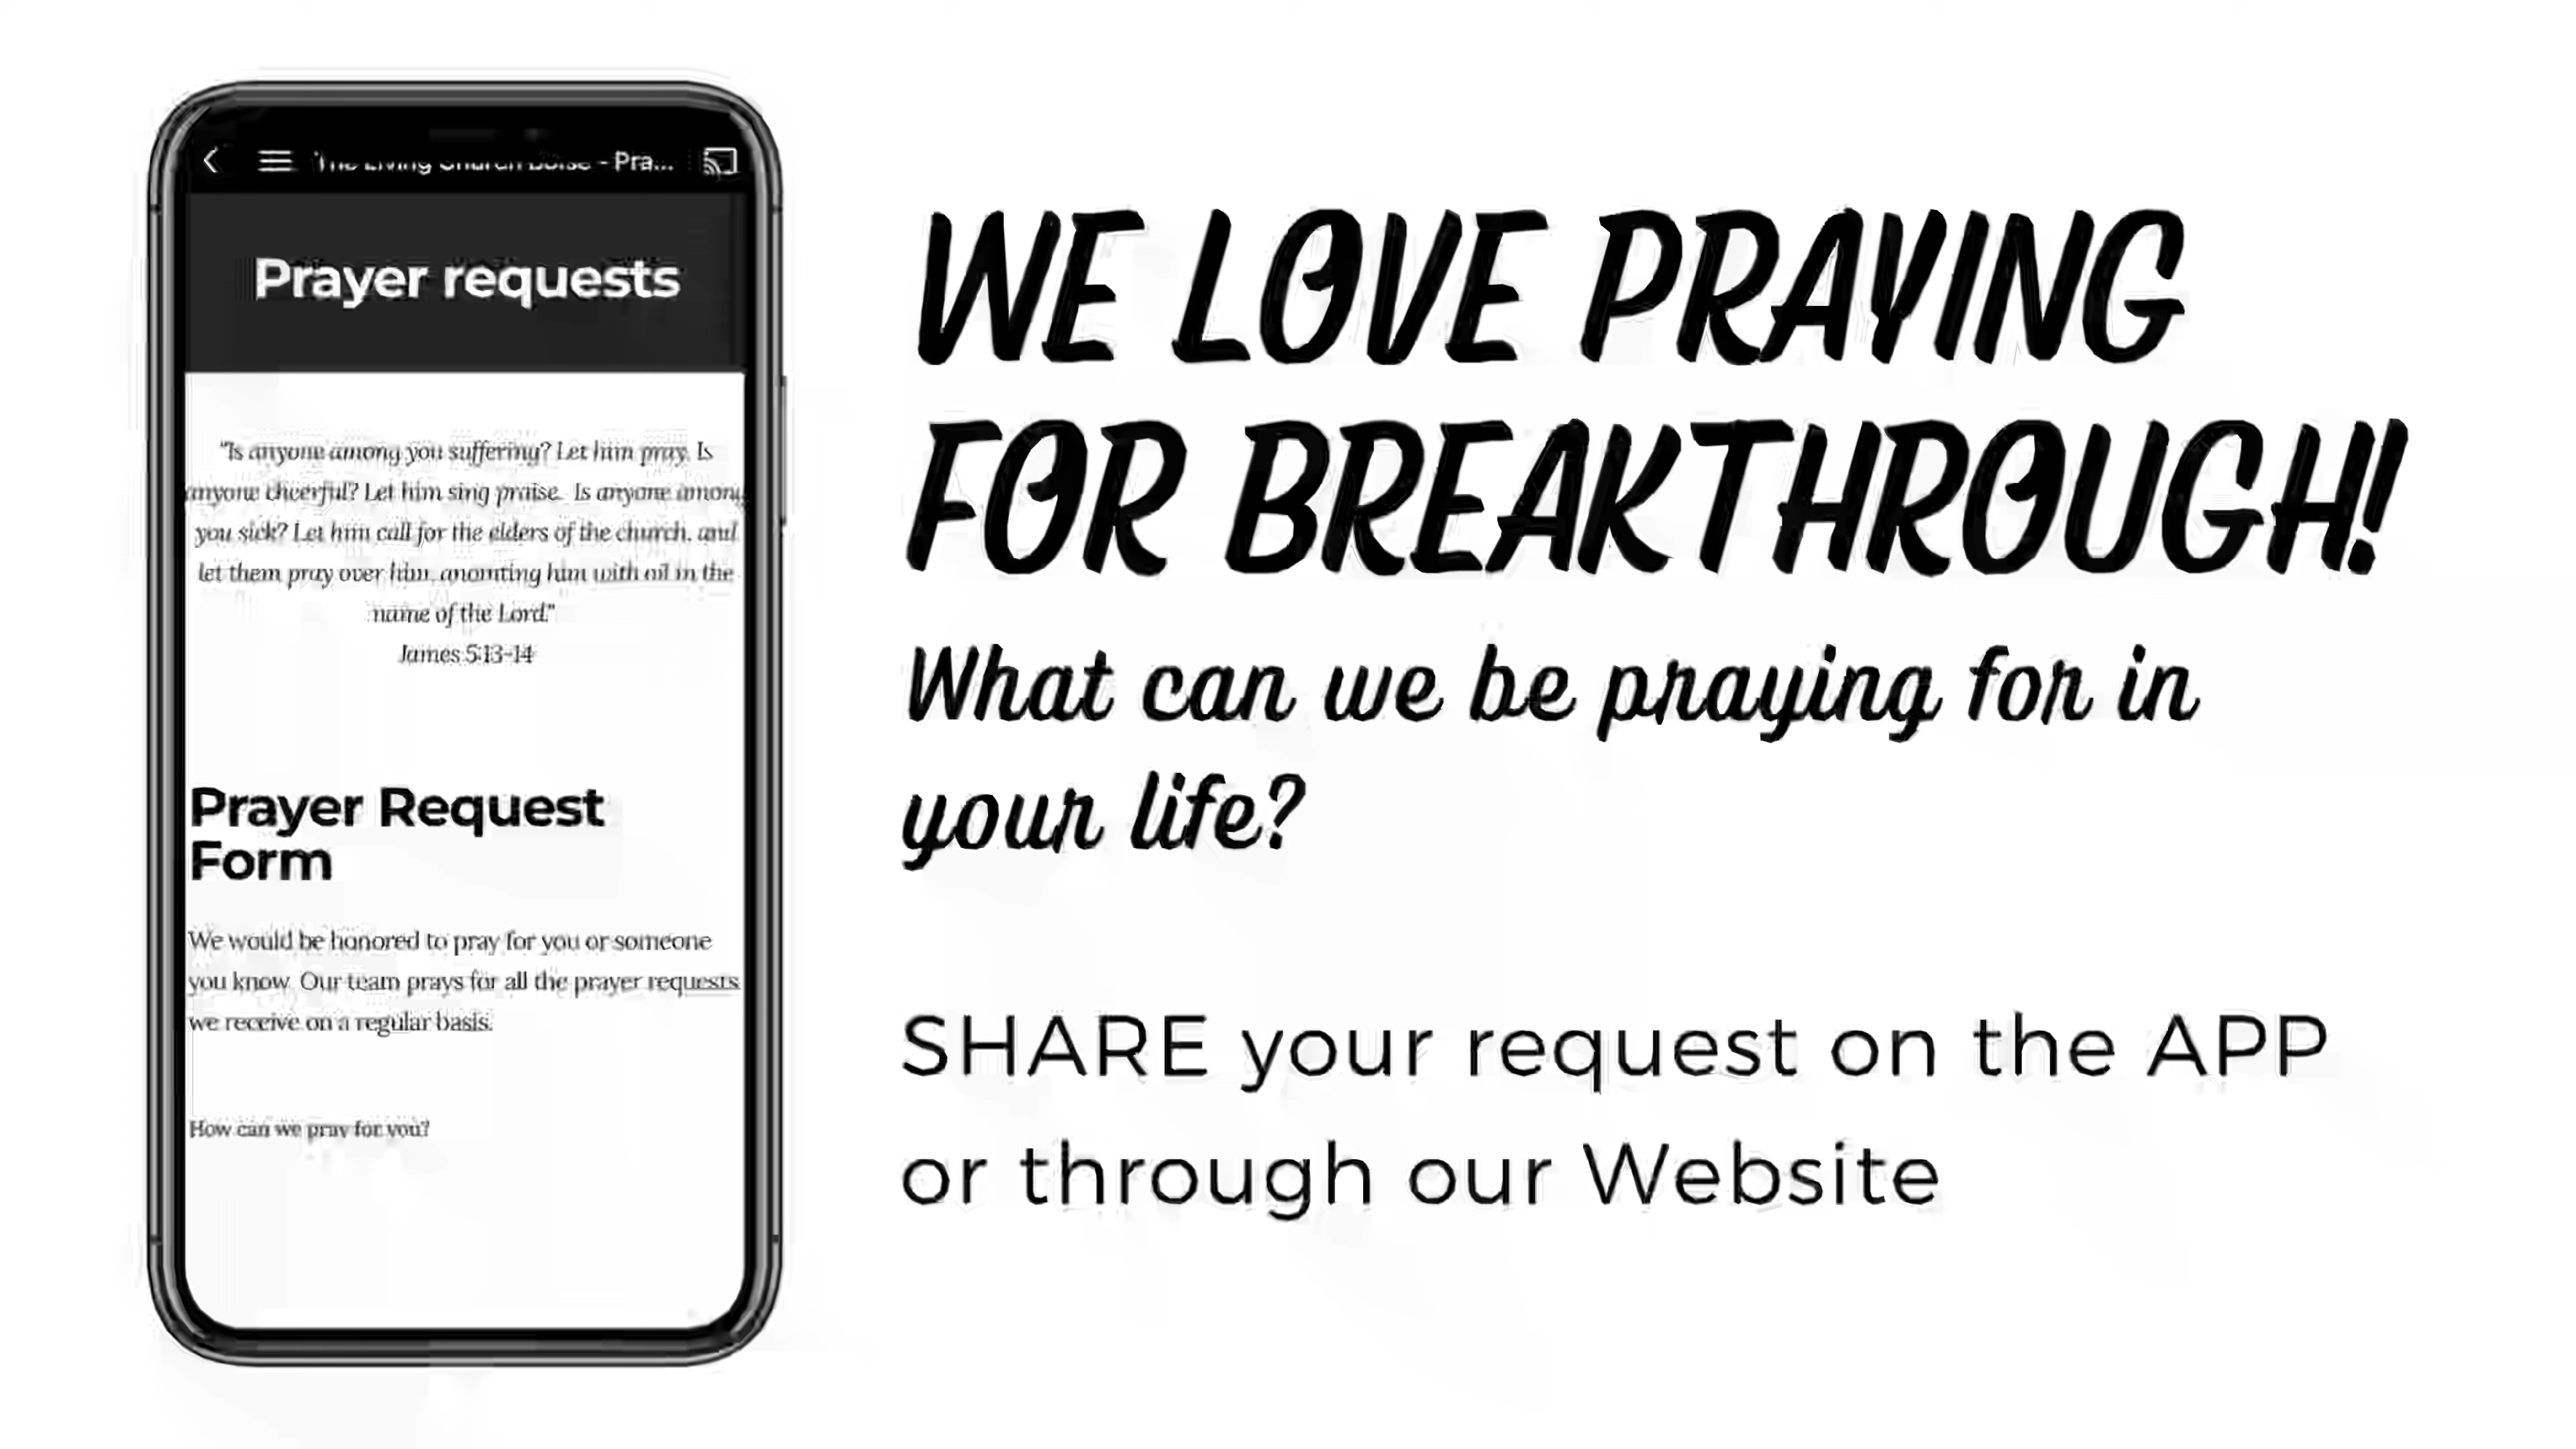 The Living Church Boise - Pra...
Prayer requests
"Is anyone among you suffering? Let him pray. Is
anyone cheerful? Let him sing praise. Is anyone among
you sick? Let him call for the elders of the church, and
let them pray over him, anointing him with oil in the
name of the Lord."
James 5:13-14
Prayer Request
Form
We would be honored to pray for you or someone
you know. Our team prays for all the prayer requests
we receive on a regular basis.
How can we pray for you?
WE LOVE PRAYING
FOR BREAKTHROUGH!
What can we be praying for in
your life?
SHARE your request on the APP
or through our Website